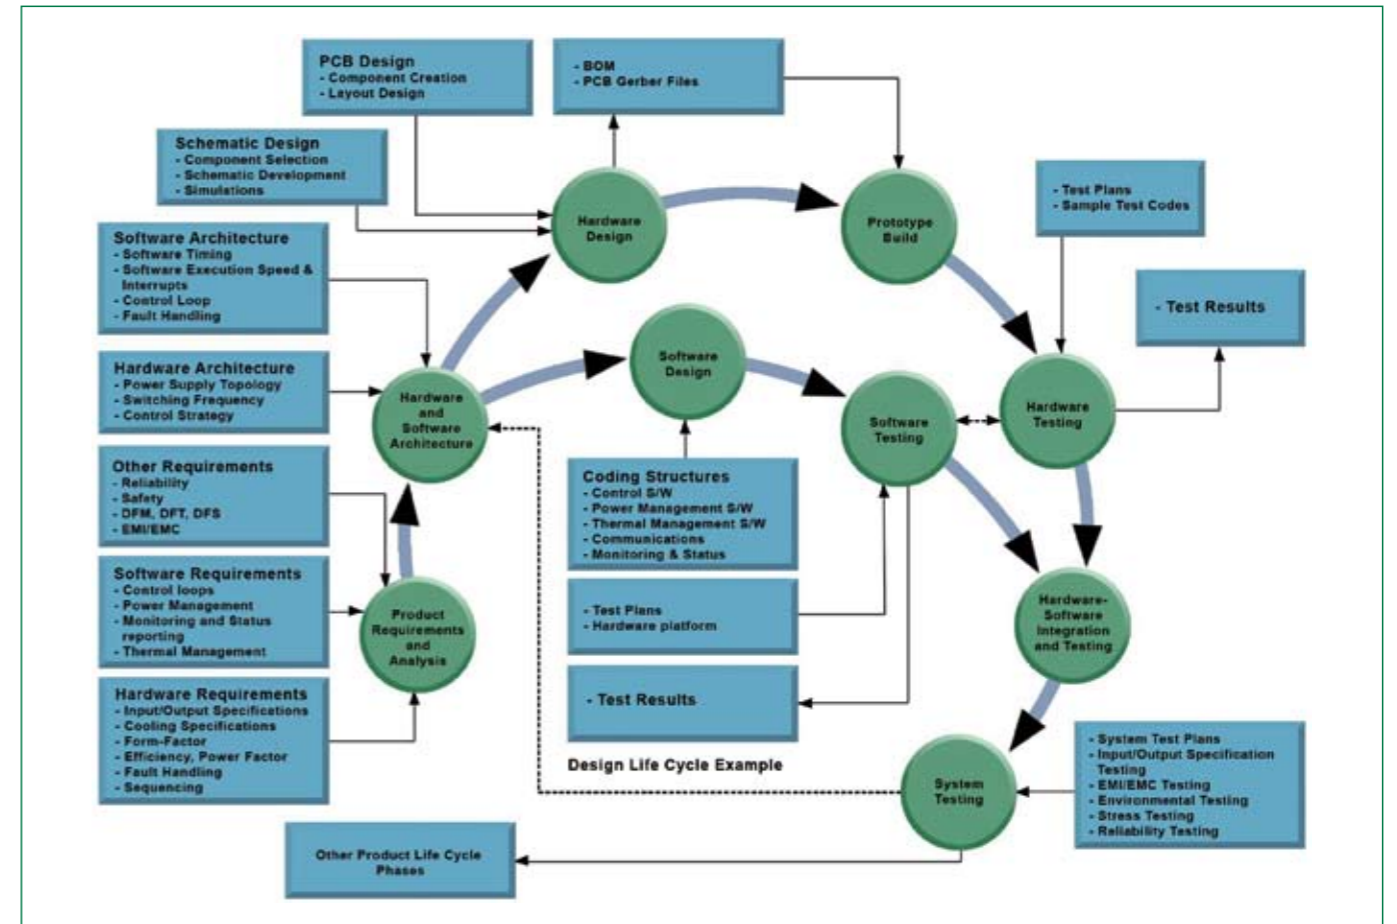 PCB Design
- Component Creation
- Layout Design
- BOM
- PCB Gerber Files
Schematic Design
- Component Selection
- Schematic Development
- Simulations
- Test Plans
- Sample Test Codes
Hardware
Design
Prototype
Build
Software Architecture
- Software Timing
- Software Execution Speed &
Interrupts
- Control Loop
- Fault Handling
- Test Results
Hardware Architecture
- Power Supply Topology
- Switching Frequency
- Control Strategy
Hardware
and
Software
Architecture
Software
Design
Software
Testing
Hardware
Testing
Other Requirements
- Reliability
- Safety
- DFM, DFT, DFS
- EMI/EMC
Coding Structures
- Control S/W
- Power Management S/W
- Thermal Management S/W
- Communications
- Monitoring & Status
Software Requirements
- Control loops
- Power Management
- Monitoring and Status
reporting
- Thermal Management
Product
Requirements
and
Analysis
- Test Plans
- Hardware platform
Hardware-
Software
Integration
and Testing
Hardware Requirements
- Input/Output Specifications
- Cooling Specifications
- Form-Factor
- Efficiency, Power Factor
- Fault Handling
- Sequencing
- Test Results
Design Life Cycle Example
System
Testing
- System Test Plans
- Input/Output Specification
Testing
- EMI/EMC Testing
- Environmental Testing
- Stress Testing
- Reliability Testing
Other Product Life Cycle
Phases